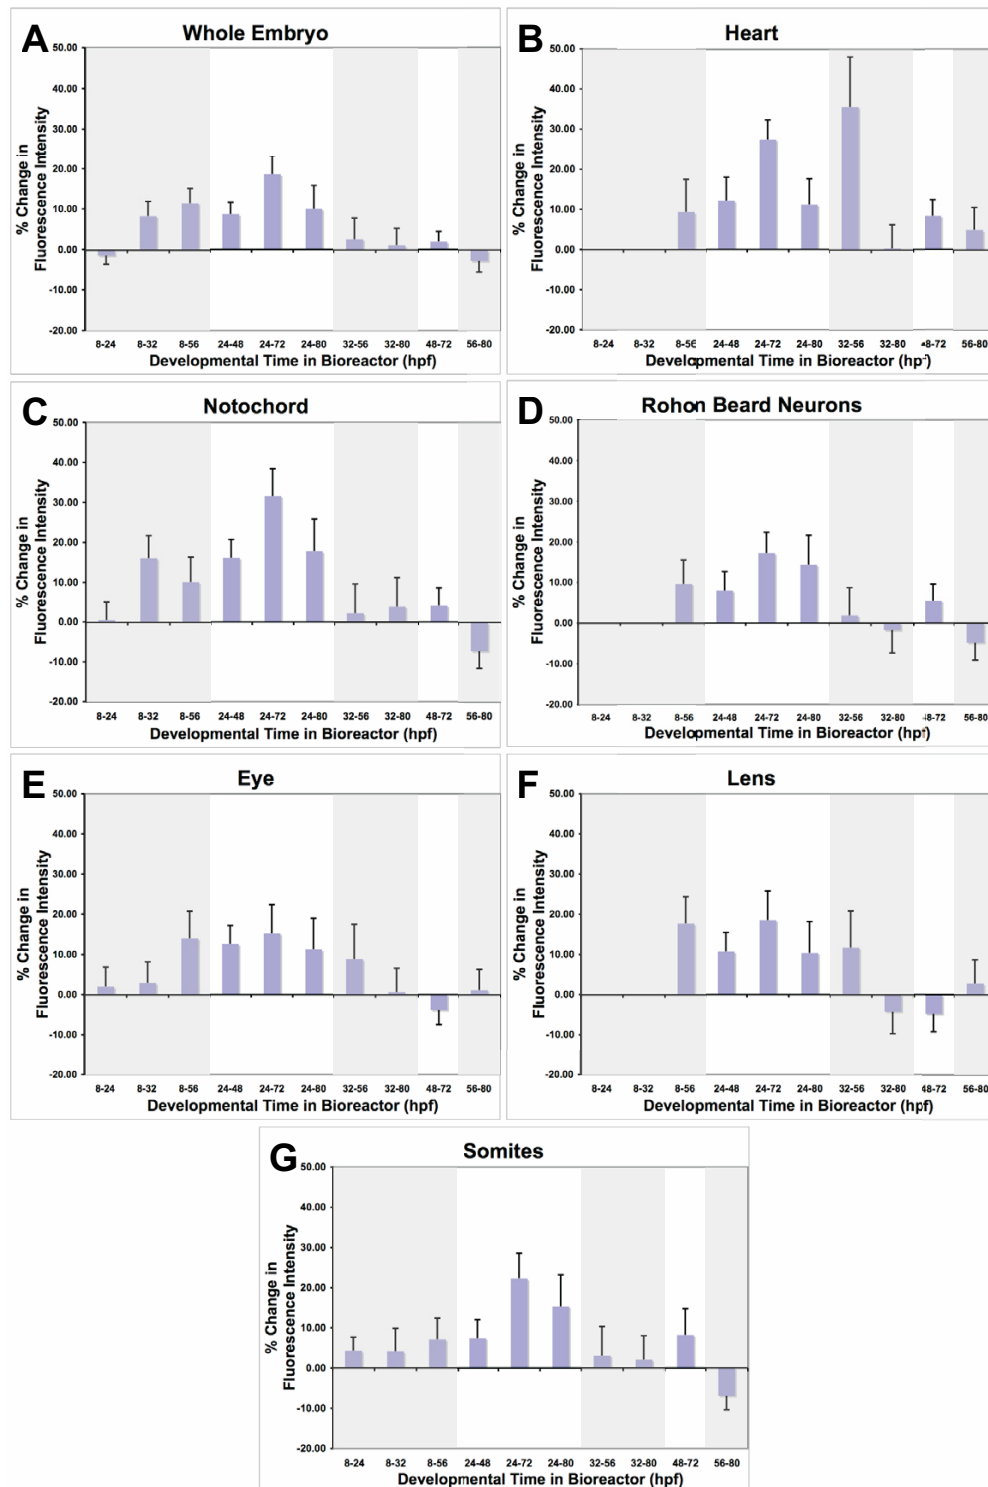 A
Whole Embryo
% Change in
Fluorescence Intensity
50.00
40.00
30.00
20.00
10.00
0.00
-10.00
-20.00
8-24 8-32 8-56 24-48 24-72 24-80 32-56 32-80 48-72 56-80
Developmental Time in Bioreactor (hpf)
B
Heart
% Change in
Fluorescence Intensity
50.00
40.00
30.00
20.00
10.00
0.00
-10.00
-20.00
8-24 8-32 8-56 24-48 24-72 24-80 32-56 32-80 48-72 56-80
Developmental Time in Bioreactor (hpf)
C
Notochord
% Change in
Fluorescence Intensity
50.00
40.00
30.00
20.00
10.00
0.00
-10.00
-20.00
8-24 8-32 8-56 24-48 24-72 24-80 32-56 32-80 48-72 56-80
Developmental Time in Bioreactor (hpf)
D
Rohon Beard Neurons
% Change in
Fluorescence Intensity
50.00
40.00
30.00
20.00
10.00
0.00
-10.00
-20.00
8-24 8-32 8-56 24-48 24-72 24-80 32-56 32-80 48-72 56-80
Developmental Time in Bioreactor (hpf)
E
Eye
% Change in
Fluorescence Intensity
50.00
40.00
30.00
20.00
10.00
0.00
-10.00
-20.00
8-24 8-32 8-56 24-48 24-72 24-80 32-56 32-80 48-72 56-80
Developmental Time in Bioreactor (hpf)
F
Lens
% Change in
Fluorescence Intensity
50.00
40.00
30.00
20.00
10.00
0.00
-10.00
-20.00
8-24 8-32 8-56 24-48 24-72 24-80 32-56 32-80 48-72 56-80
Developmental Time in Bioreactor (hpf)
G
Somites
% Change in
Fluorescence Intensity
50.00
40.00
30.00
20.00
10.00
0.00
-10.00
-20.00
8-24 8-32 8-56 24-48 24-72 24-80 32-56 32-80 48-72 56-80
Developmental Time in Bioreactor (hpf)